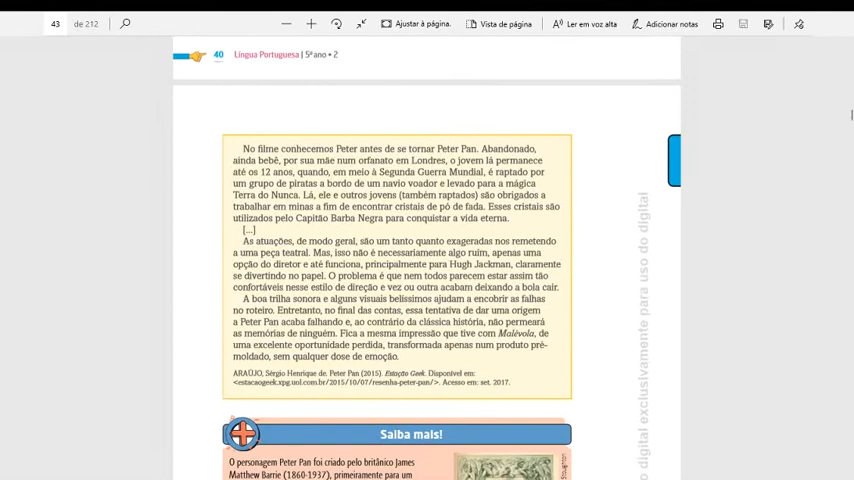 43 de 212 Ajustar à página. Vista de página Ler em voz alta Adicionar notas
40 Língua Portuguesa | 5º ano • 2
No filme conhecemos Peter antes de se tornar Peter Pan. Abandonado,
ainda bebê, por sua mãe num orfanato em Londres, o jovem lá permanece
até os 12 anos, quando, em meio à Segunda Guerra Mundial, é raptado por
um grupo de piratas a bordo de um navio voador e levado para a mágica
Terra do Nunca. Lá, ele e outros jovens (também raptados) são obrigados a
trabalhar em minas a fim de encontrar cristais de pó de fada. Esses cristais são
utilizados pelo Capitão Barba Negra para conquistar a vida eterna.
[...]
As atuações, de modo geral, são um tanto quanto exageradas nos remetendo
a uma peça teatral. Mas, isso não é necessariamente algo ruim, apenas uma
opção do diretor e até funciona, principalmente para Hugh Jackman, claramente
se divertindo no papel. O problema é que nem todos parecem estar assim tão
confortáveis nesse estilo de direção e vez ou outra acabam deixando a bola cair.
A boa trilha sonora e alguns visuais belíssimos ajudam a encobrir as falhas
no roteiro. Entretanto, no final das contas, essa tentativa de dar uma origem
a Peter Pan acaba falhando e, ao contrário da clássica história, não permeará
as memórias de ninguém. Fica a mesma impressão que tive com Malévola, de
uma excelente oportunidade perdida, transformada apenas num produto pré-
moldado, sem qualquer dose de emoção.
ARAÚJO, Sérgio Henrique de. Peter Pan (2015). Estação Geek. Disponível em:
<estacaogeek.xpg.uol.com.br/2015/10/07/resenha-peter-pan/>. Acesso em: set. 2017.
Saiba mais!
O personagem Peter Pan foi criado pelo britânico James
Matthew Barrie (1860-1937), primeiramente para um
Stoughton
o digital exclusivamente para uso do digital